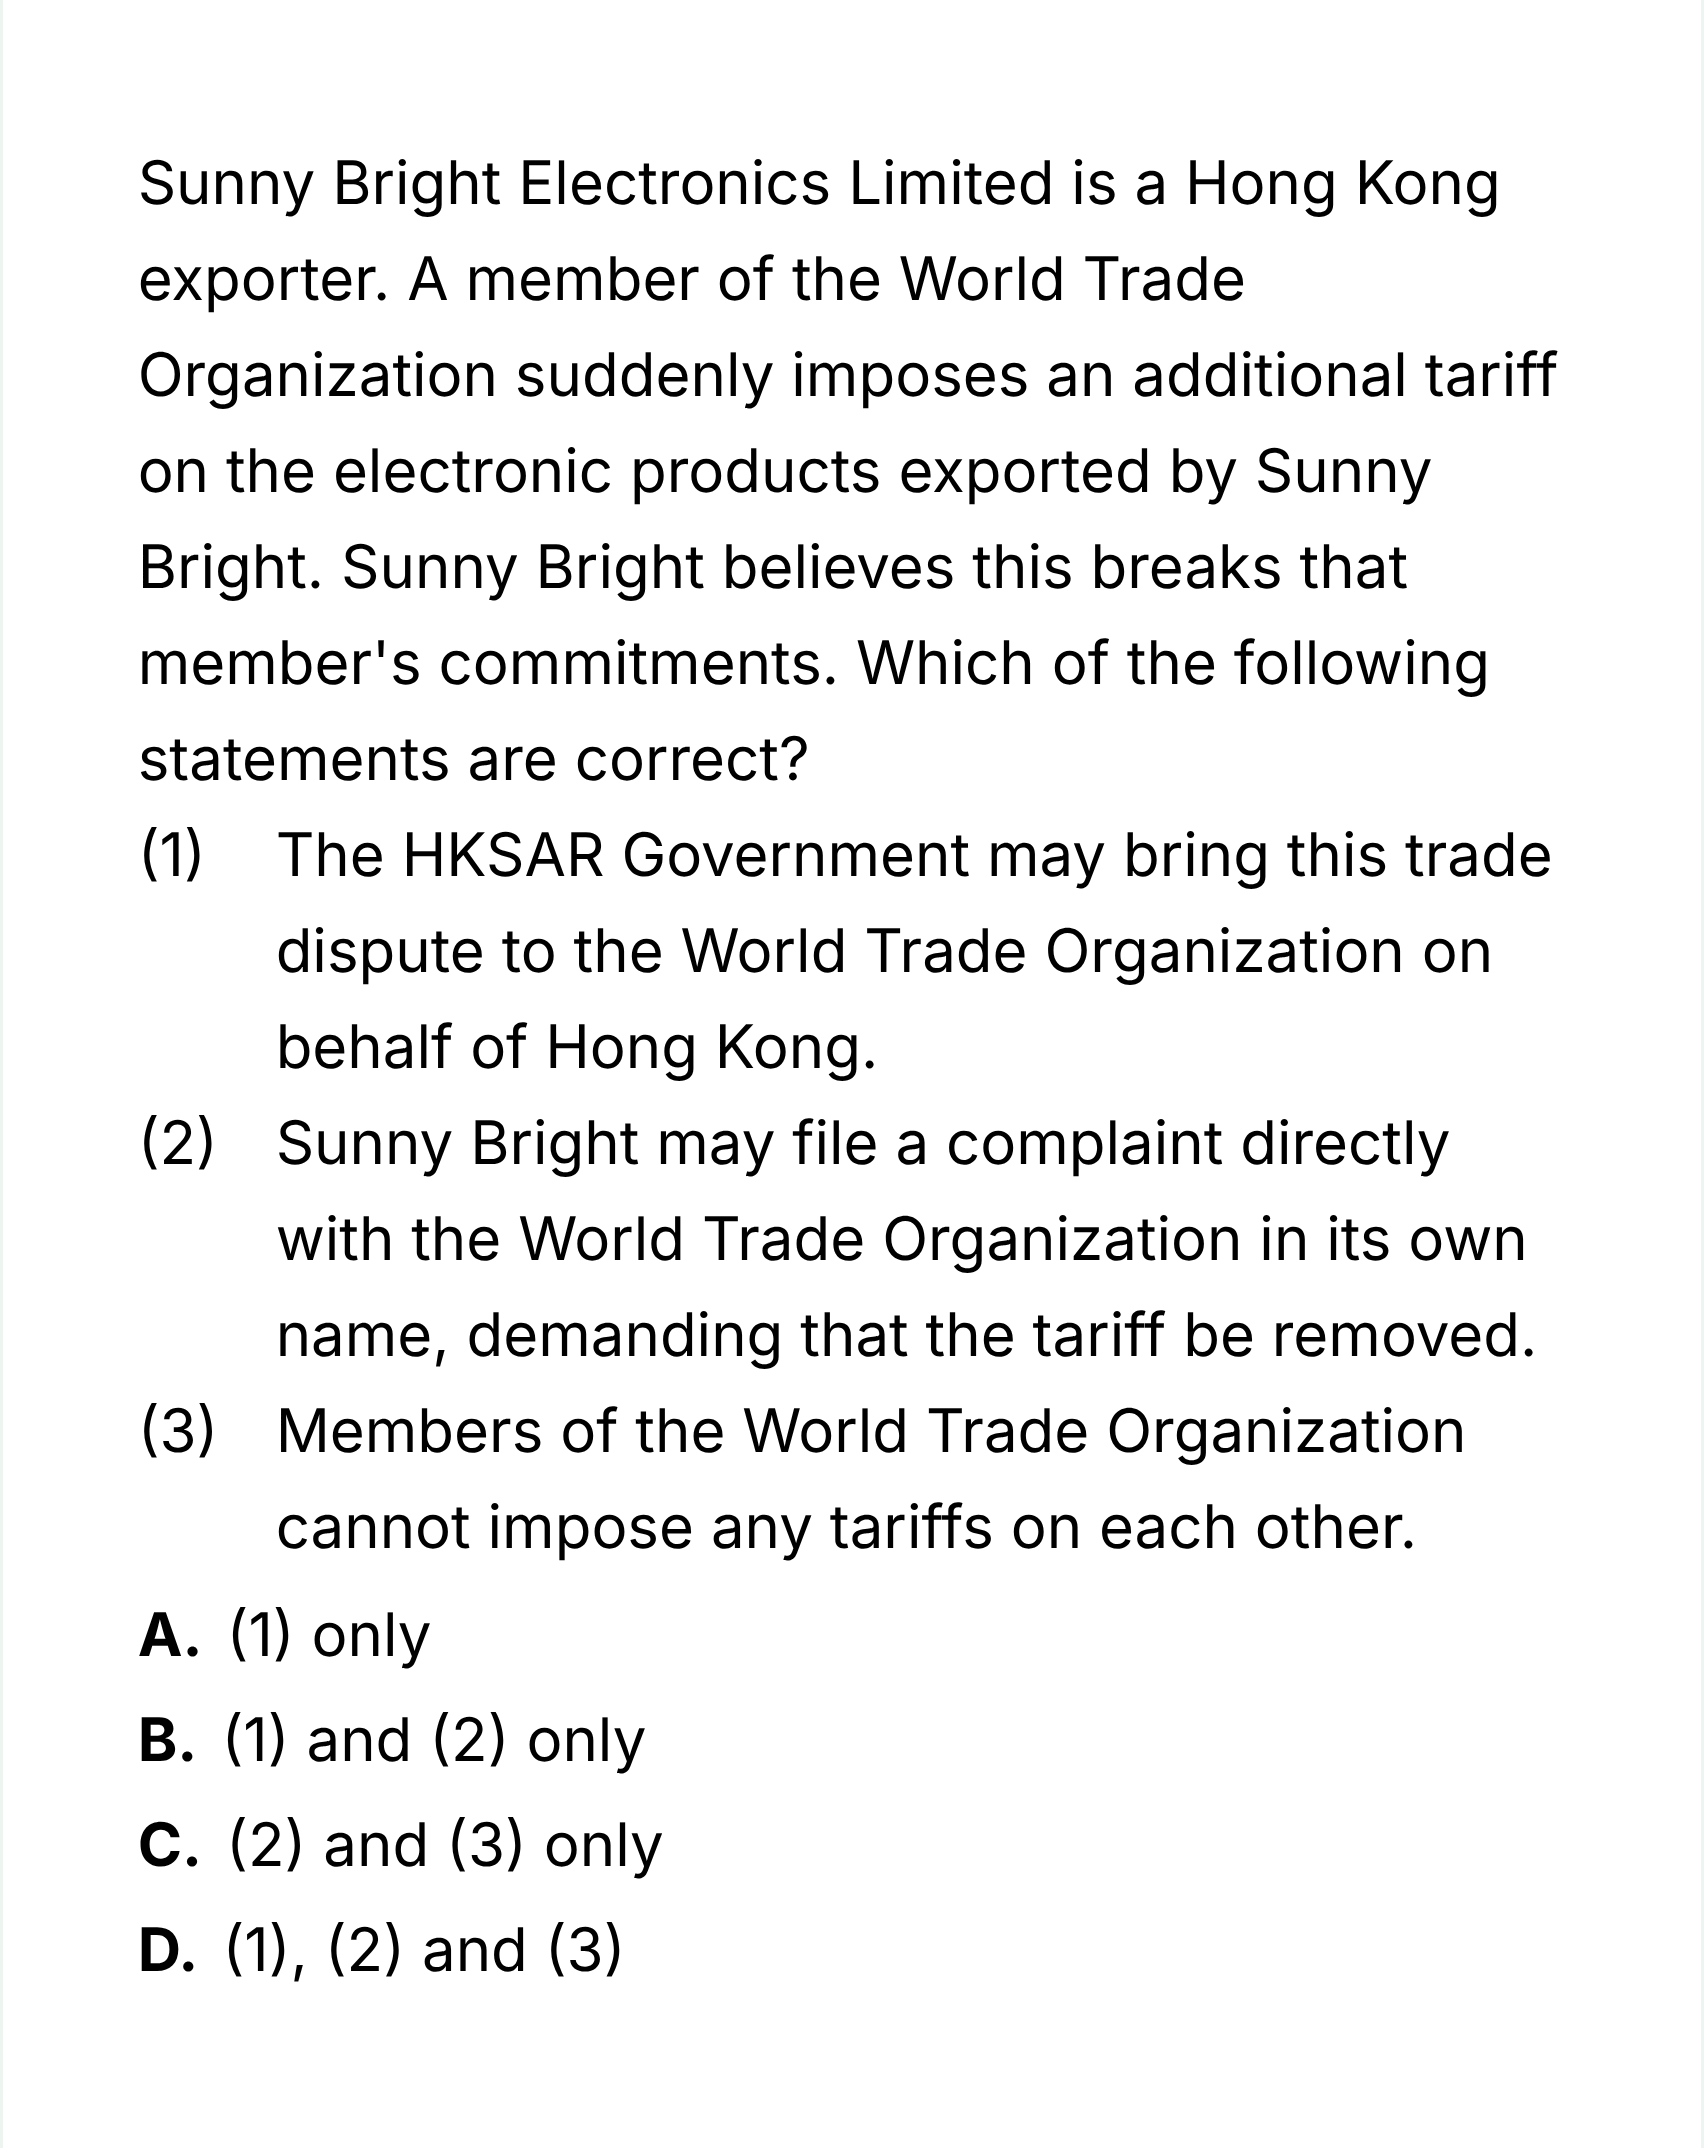 Sunny Bright Electronics Limited is a Hong Kong
exporter. A member of the World Trade
Organization suddenly imposes an additional tariff
on the electronic products exported by Sunny
Bright. Sunny Bright believes this breaks that
member's commitments. Which of the following
statements are correct?
(1) The HKSAR Government may bring this trade
dispute to the World Trade Organization on
behalf of Hong Kong.
(2) Sunny Bright may file a complaint directly
with the World Trade Organization in its own
name, demanding that the tariff be removed.
(3) Members of the World Trade Organization
cannot impose any tariffs on each other.
A. (1) only
B. (1) and (2) only
C. (2) and (3) only
D. (1), (2) and (3)